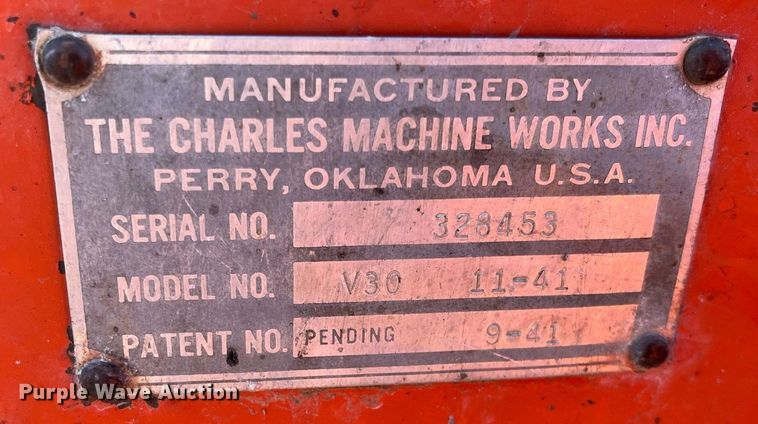 MANUFACTURED BY
THE CHARLES MACHINE WORKS INC.
PERRY, OKLAHOMA U.S.A.
SERIAL NO. 328453
MODEL NO. V30 11-41
PATENT NO. PENDING 9-41
Purple Wave Auction